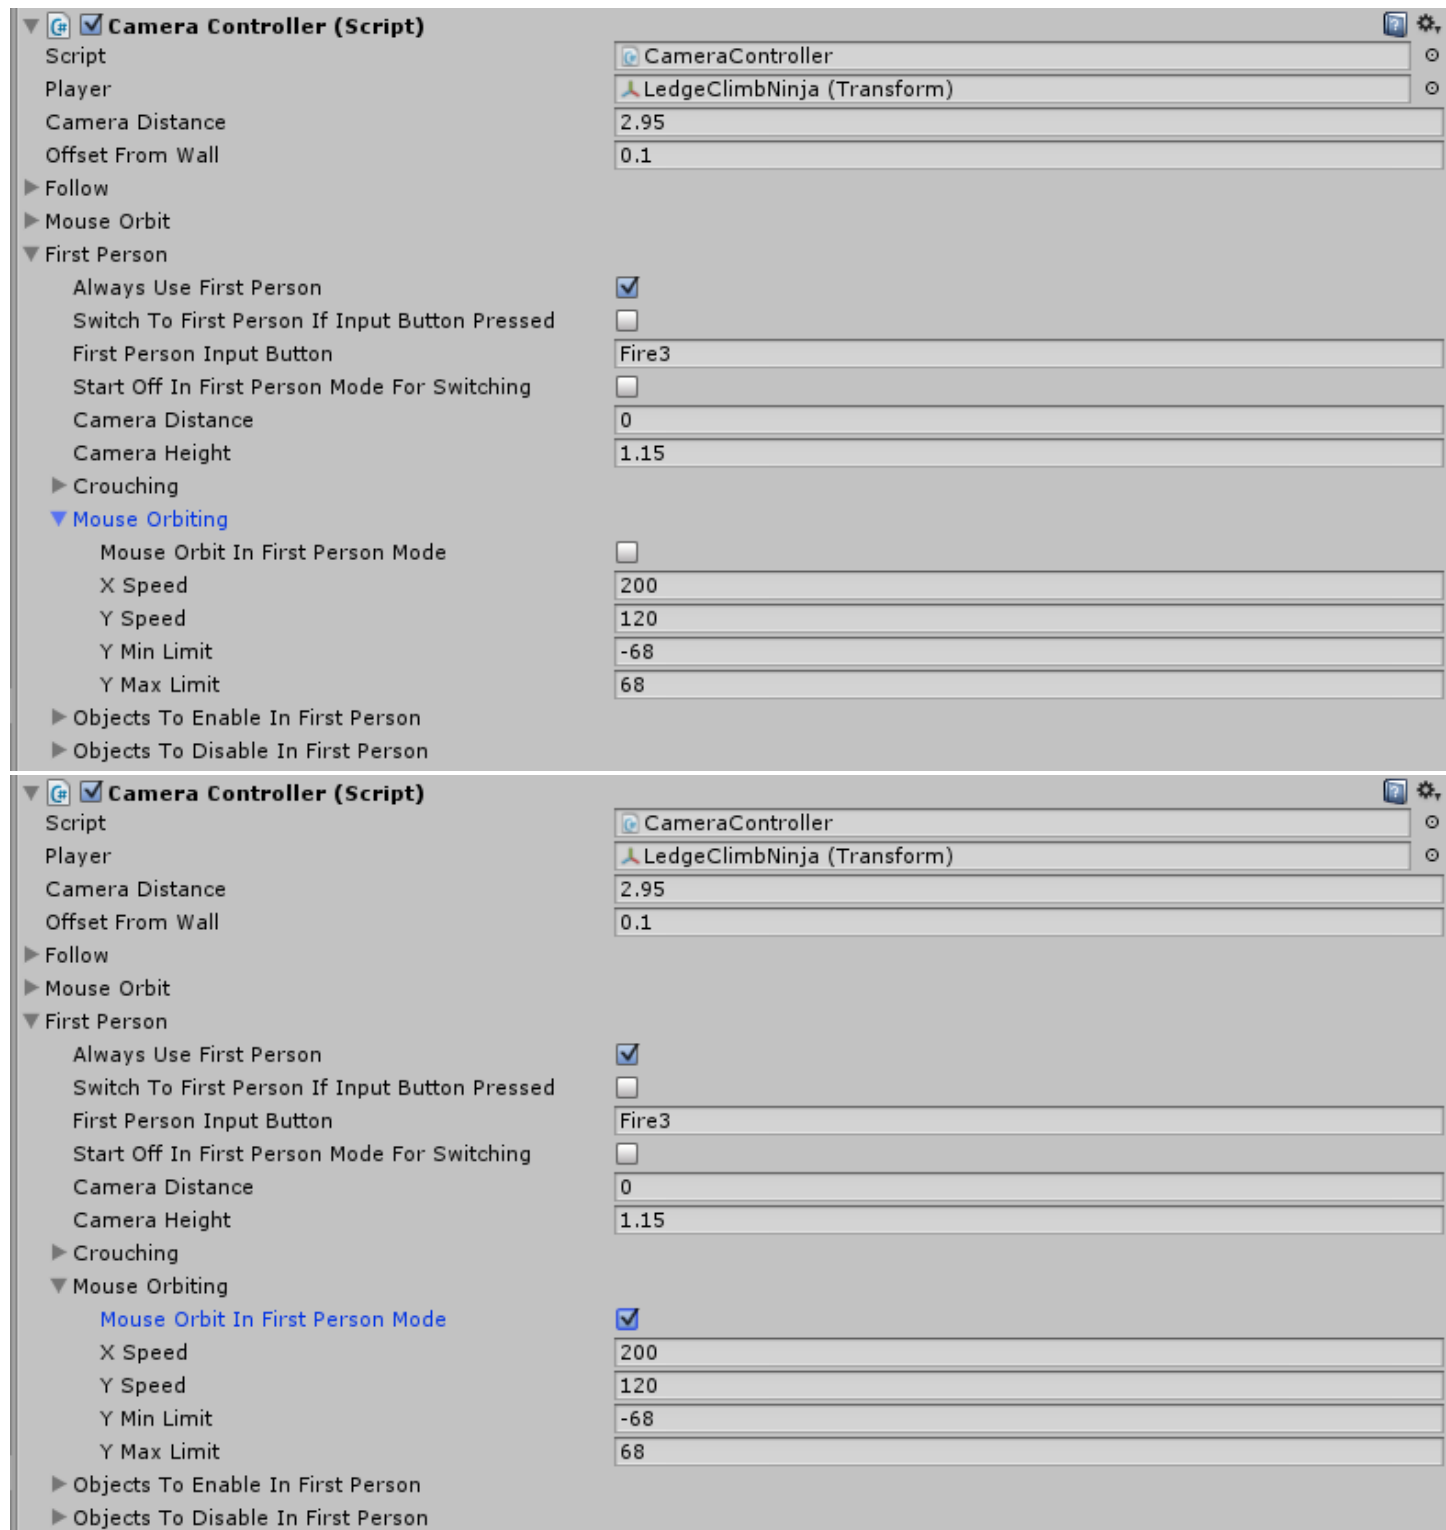 Camera Controller (Script)
Script CameraController
Player LedgeClimbNinja (Transform)
Camera Distance 2.95
Offset From Wall 0.1
Follow
Mouse Orbit
First Person
Always Use First Person
Switch To First Person If Input Button Pressed
First Person Input Button Fire3
Start Off In First Person Mode For Switching
Camera Distance 0
Camera Height 1.15
Crouching
Mouse Orbiting
Mouse Orbit In First Person Mode
X Speed 200
Y Speed 120
Y Min Limit -68
Y Max Limit 68
Objects To Enable In First Person
Objects To Disable In First Person
Camera Controller (Script)
Script CameraController
Player LedgeClimbNinja (Transform)
Camera Distance 2.95
Offset From Wall 0.1
Follow
Mouse Orbit
First Person
Always Use First Person
Switch To First Person If Input Button Pressed
First Person Input Button Fire3
Start Off In First Person Mode For Switching
Camera Distance 0
Camera Height 1.15
Crouching
Mouse Orbiting
Mouse Orbit In First Person Mode
X Speed 200
Y Speed 120
Y Min Limit -68
Y Max Limit 68
Objects To Enable In First Person
Objects To Disable In First Person